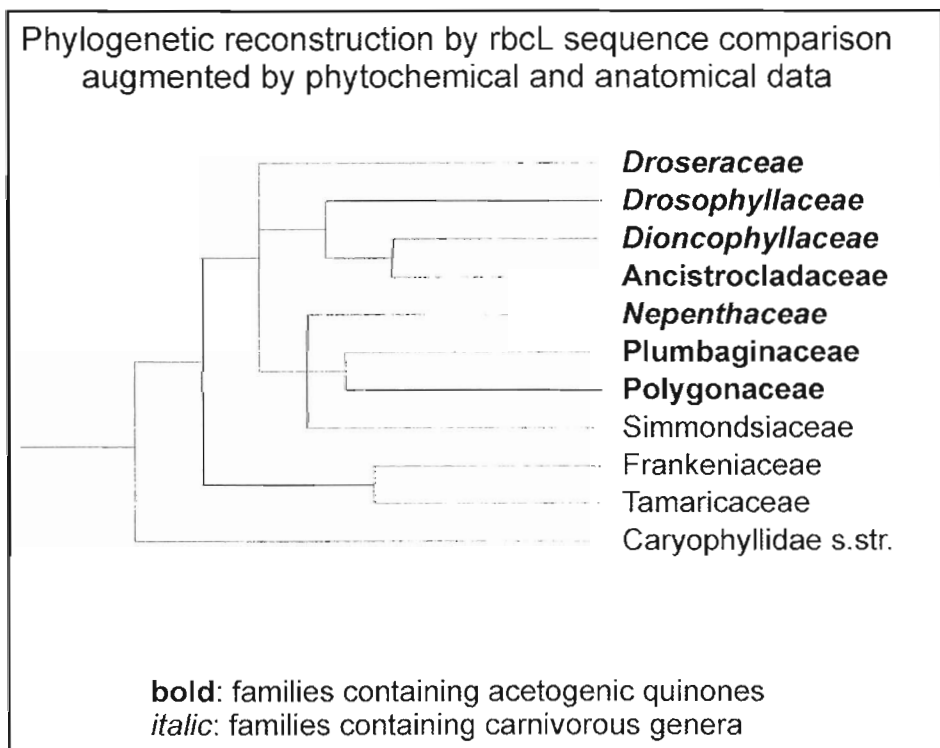 Phylogenetic reconstruction by rbcL sequence comparison
augmented by phytochemical and anatomical data
Droseraceae
Drosophyllaceae
Dioncophyllaceae
Ancistrocladaceae
Nepenthaceae
Plumbaginaceae
Polygonaceae
Simmondsiaceae
Frankeniaceae
Tamaricaceae
Caryophyllidae s.str.
bold: families containing acetogenic quinones
italic: families containing carnivorous genera